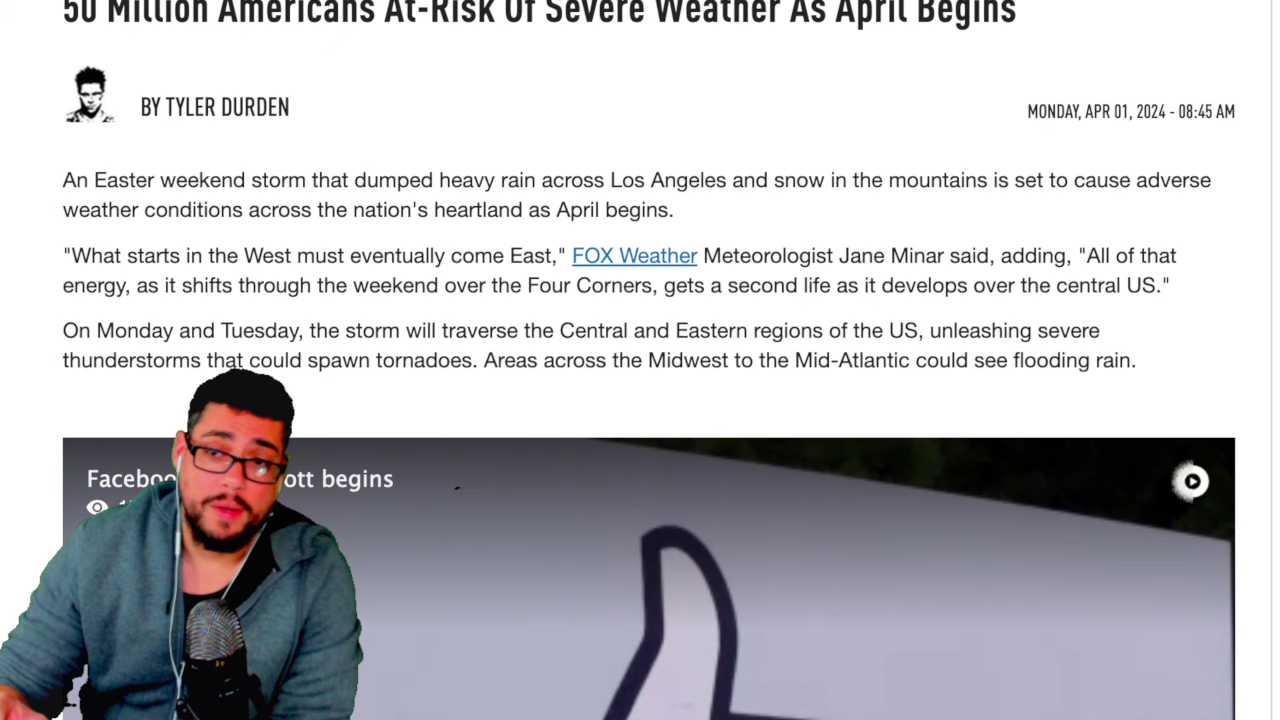 50 Million Americans At-Risk Of Severe Weather As April Begins
BY TYLER DURDEN
MONDAY, APR 01, 2024 - 08:45 AM
An Easter weekend storm that dumped heavy rain across Los Angeles and snow in the mountains is set to cause adverse
weather conditions across the nation's heartland as April begins.
"What starts in the West must eventually come East," FOX Weather Meteorologist Jane Minar said, adding, "All of that
energy, as it shifts through the weekend over the Four Corners, gets a second life as it develops over the central US."
On Monday and Tuesday, the storm will traverse the Central and Eastern regions of the US, unleashing severe
thunderstorms that could spawn tornadoes. Areas across the Midwest to the Mid-Atlantic could see flooding rain.
begins